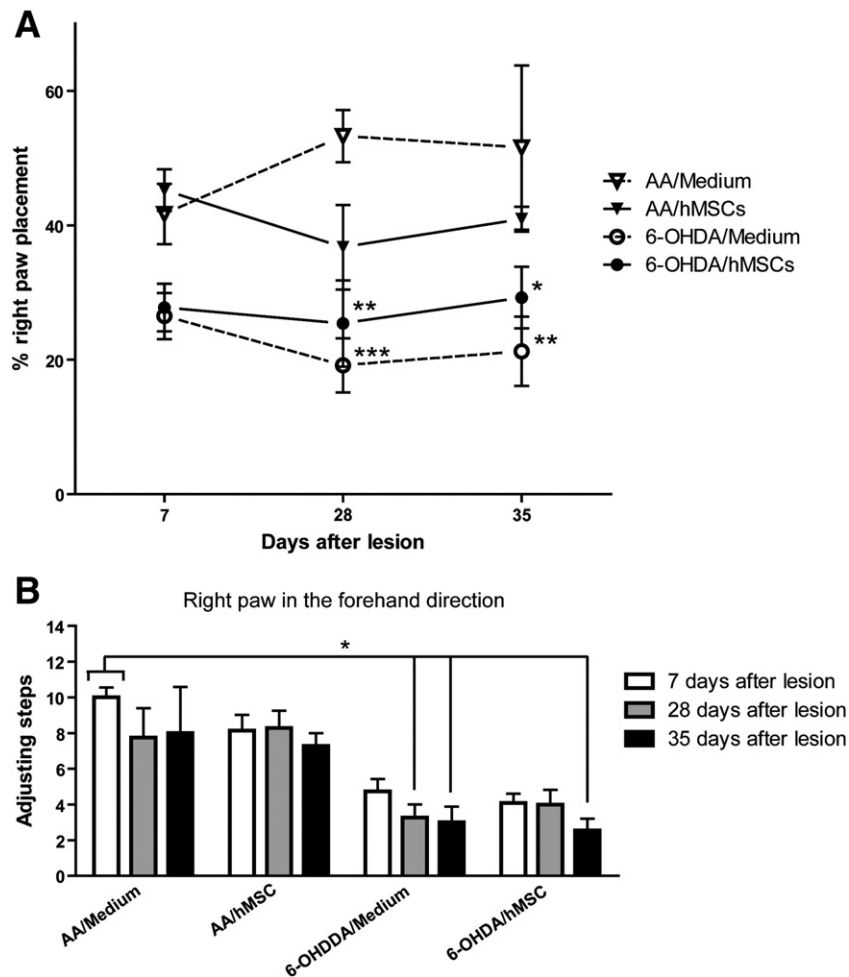 A
% right paw placement
60
40
20
0
7
28
35
Days after lesion
**
***
*
**
AA/Medium
AA/hMSCs
6-OHDA/Medium
6-OHDA/hMSCs
B
Right paw in the forehand direction
Adjusting steps
14
12
10
8
6
4
2
0
*
AA/Medium
AA/hMSC
6-OHDDA/Medium
6-OHDA/hMSC
7 days after lesion
28 days after lesion
35 days after lesion